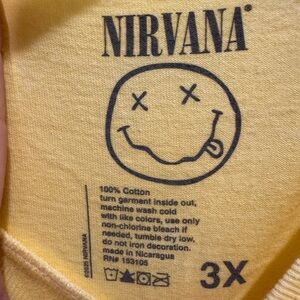 NIRVANA®
100% Cotton
turn garment inside out,
machine wash cold
with like colors, use only
non-chlorine bleach if
needed, tumble dry low,
do not iron decoration.
made in Nicaragua
RN# 153105
3X
©2022 NIRVANA